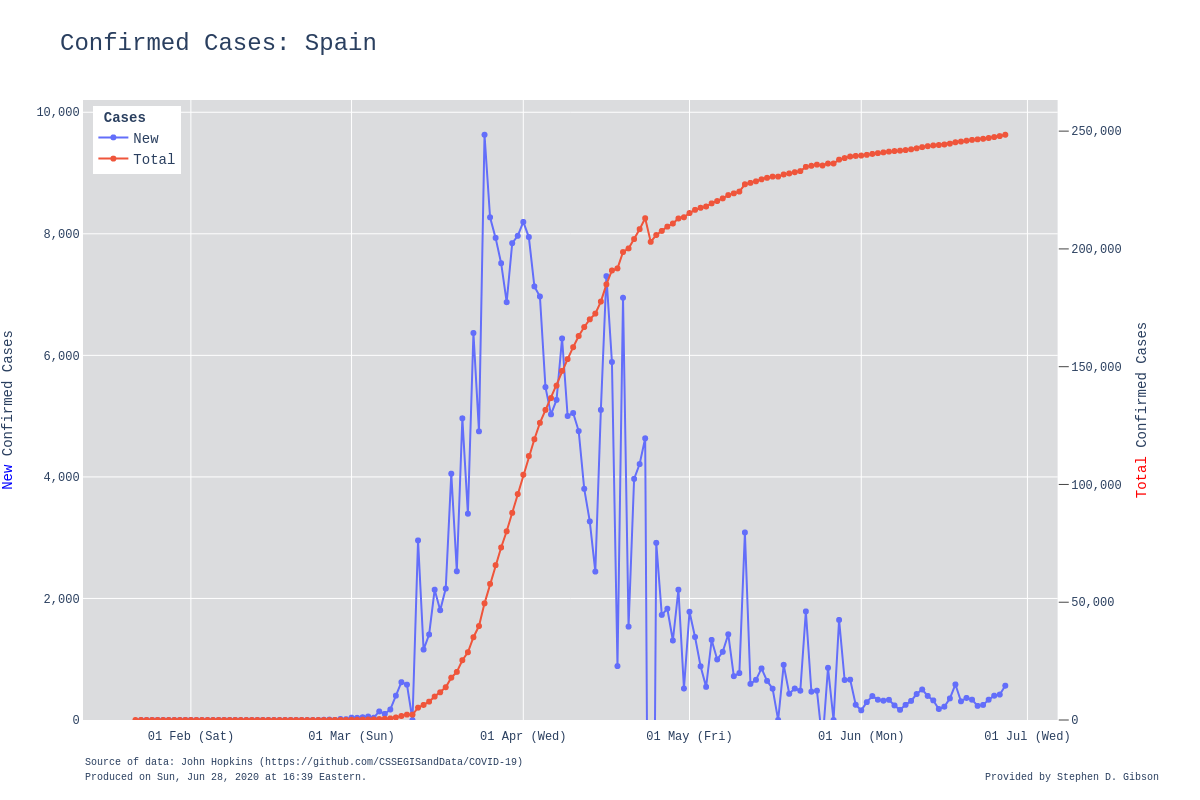 Confirmed Cases: Spain
Cases
New
Total
10,000
8,000
6,000
4,000
2,000
0
New Confirmed Cases
250,000
200,000
150,000
100,000
50,000
0
Total Confirmed Cases
01 Feb (Sat)
01 Mar (Sun)
01 Apr (Wed)
01 May (Fri)
01 Jun (Mon)
01 Jul (Wed)
Source of data: John Hopkins (https://github.com/CSSEGISandData/COVID-19)
Produced on Sun, Jun 28, 2020 at 16:39 Eastern.
Provided by Stephen D. Gibson